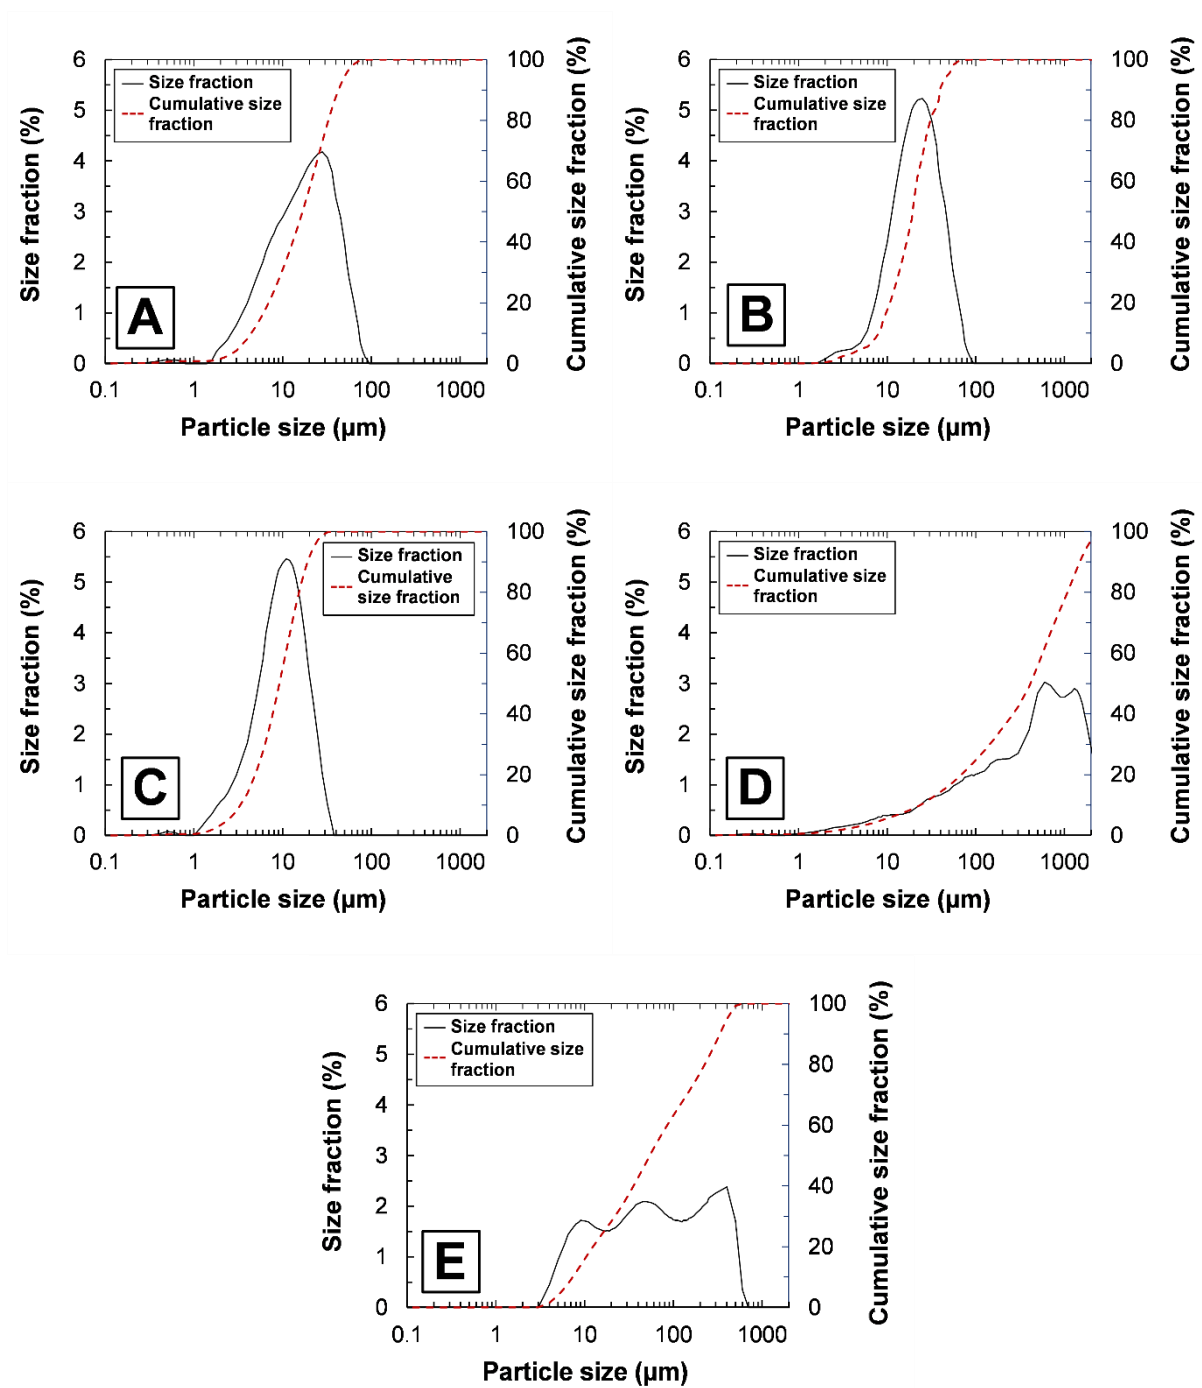 Size fraction (%)
6
5
4
3
2
1
0
Size fraction
Cumulative size
fraction
A
100
80
60
40
20
0
Cumulative size fraction (%)
0.1 1 10 100 1000
Particle size (µm)
Size fraction (%)
6
5
4
3
2
1
0
Size fraction
Cumulative size
fraction
B
100
80
60
40
20
0
Cumulative size fraction (%)
0.1 1 10 100 1000
Particle size (µm)
Size fraction (%)
6
5
4
3
2
1
0
Size fraction
Cumulative
size fraction
C
100
80
60
40
20
0
Cumulative size fraction (%)
0.1 1 10 100 1000
Particle size (µm)
Size fraction (%)
6
5
4
3
2
1
0
Size fraction
Cumulative size
fraction
D
100
80
60
40
20
0
Cumulative size fraction (%)
0.1 1 10 100 1000
Particle size (µm)
Size fraction (%)
6
5
4
3
2
1
0
Size fraction
Cumulative size
fraction
E
100
80
60
40
20
0
Cumulative size fraction (%)
0.1 1 10 100 1000
Particle size (µm)